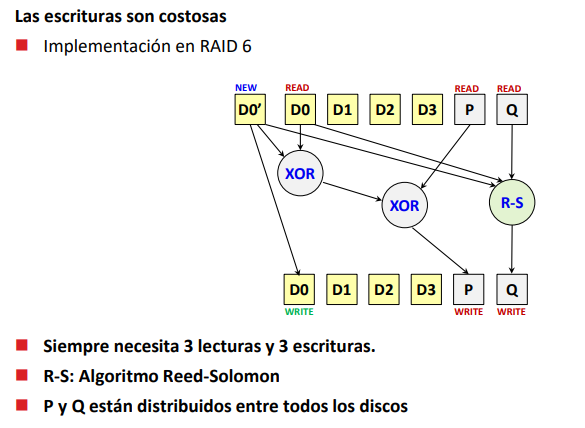 Las escrituras son costosas
Implementación en RAID 6
NEW READ READ READ
D0’ D0 D1 D2 D3 P Q
XOR
XOR
R-S
D0 D1 D2 D3 P Q
WRITE WRITE WRITE
Siempre necesita 3 lecturas y 3 escrituras.
R-S: Algoritmo Reed-Solomon
P y Q están distribuidos entre todos los discos